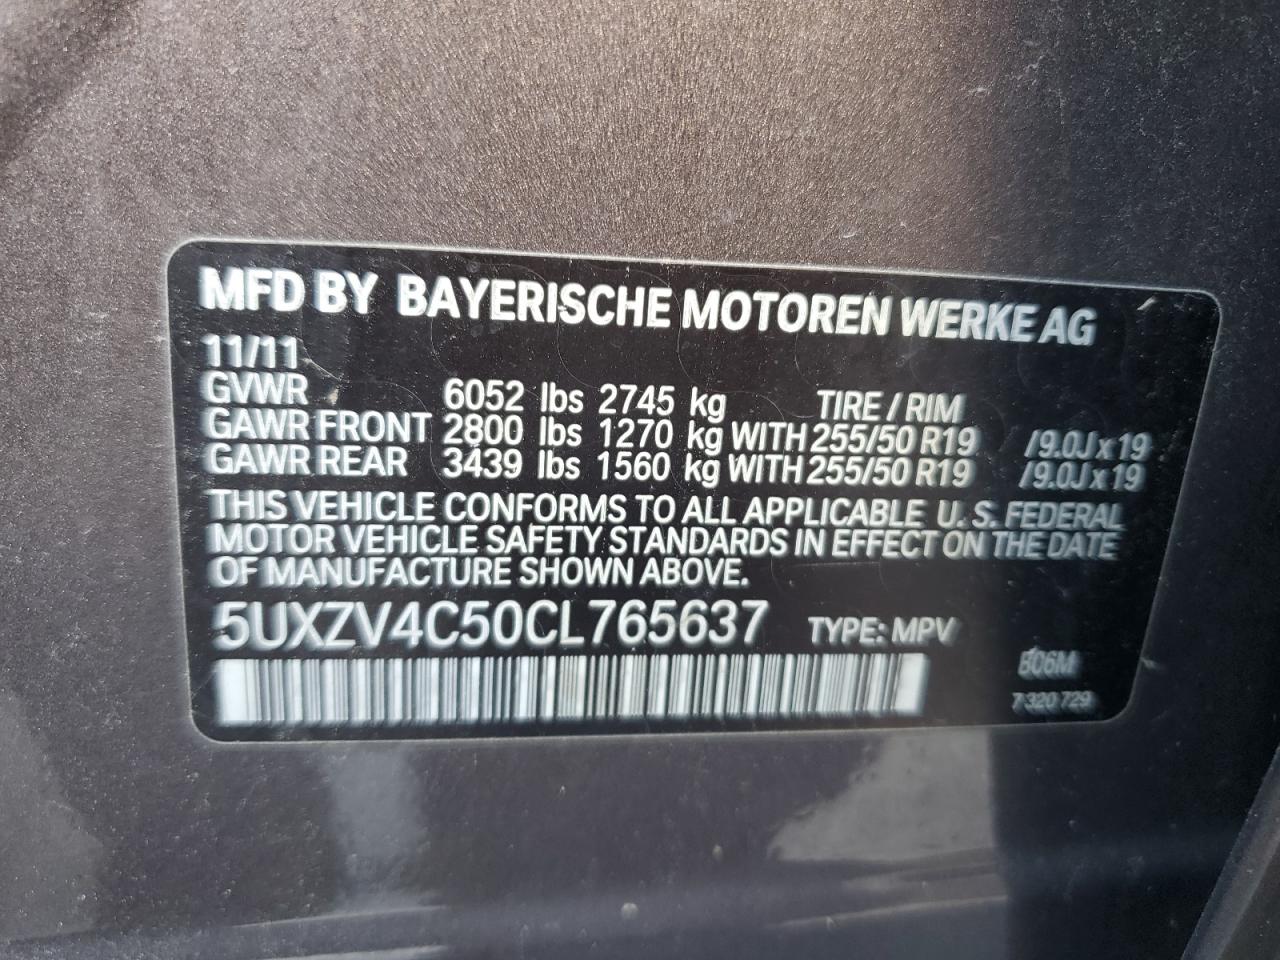 MFD BY BAYERISCHE MOTOREN WERKE AG
11/11
GVWR 6052 lbs 2745 kg TIRE / RIM
GAWR FRONT 2800 lbs 1270 kg WITH 255/50 R19 /9.0J x 19
GAWR REAR 3439 lbs 1560 kg WITH 255/50 R19 /9.0J x 19
THIS VEHICLE CONFORMS TO ALL APPLICABLE U.S. FEDERAL
MOTOR VEHICLE SAFETY STANDARDS IN EFFECT ON THE DATE
OF MANUFACTURE SHOWN ABOVE.
5UXZV4C50CL765637 TYPE: MPV
B06M
7 320 729